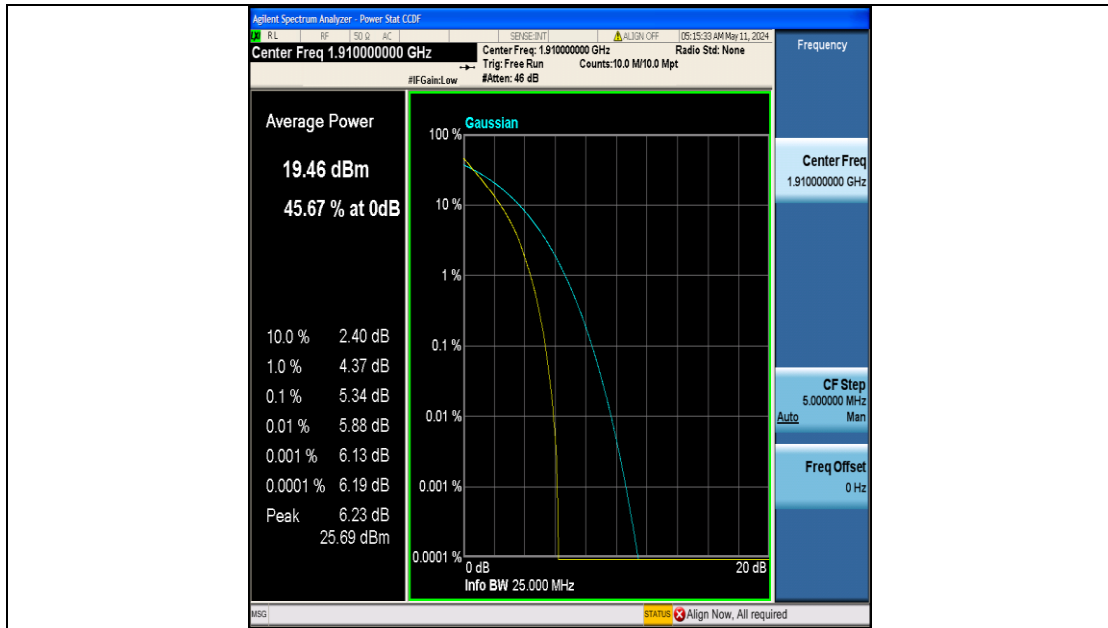 Agilent Spectrum Analyzer - Power Stat CCDF
RL RF 50 Ω AC SENSE:INT ALIGN OFF 05:15:33 AM May 11, 2024
Center Freq 1.910000000 GHz
Center Freq: 1.910000000 GHz Radio Std: None
Trig: Free Run Counts:10.0 M/10.0 Mpt
#IFGain:Low #Atten: 46 dB
Frequency
Average Power
19.46 dBm
45.67 % at 0dB
10.0 % 2.40 dB
1.0 % 4.37 dB
0.1 % 5.34 dB
0.01 % 5.88 dB
0.001 % 6.13 dB
0.0001 % 6.19 dB
Peak 6.23 dB
25.69 dBm
Gaussian
100 %
10 %
1 %
0.1 %
0.01 %
0.001 %
0.0001 %
0 dB 20 dB
Info BW 25.000 MHz
Center Freq
1.910000000 GHz
CF Step
5.000000 MHz
Auto Man
Freq Offset
0 Hz
MSG STATUS Align Now, All required